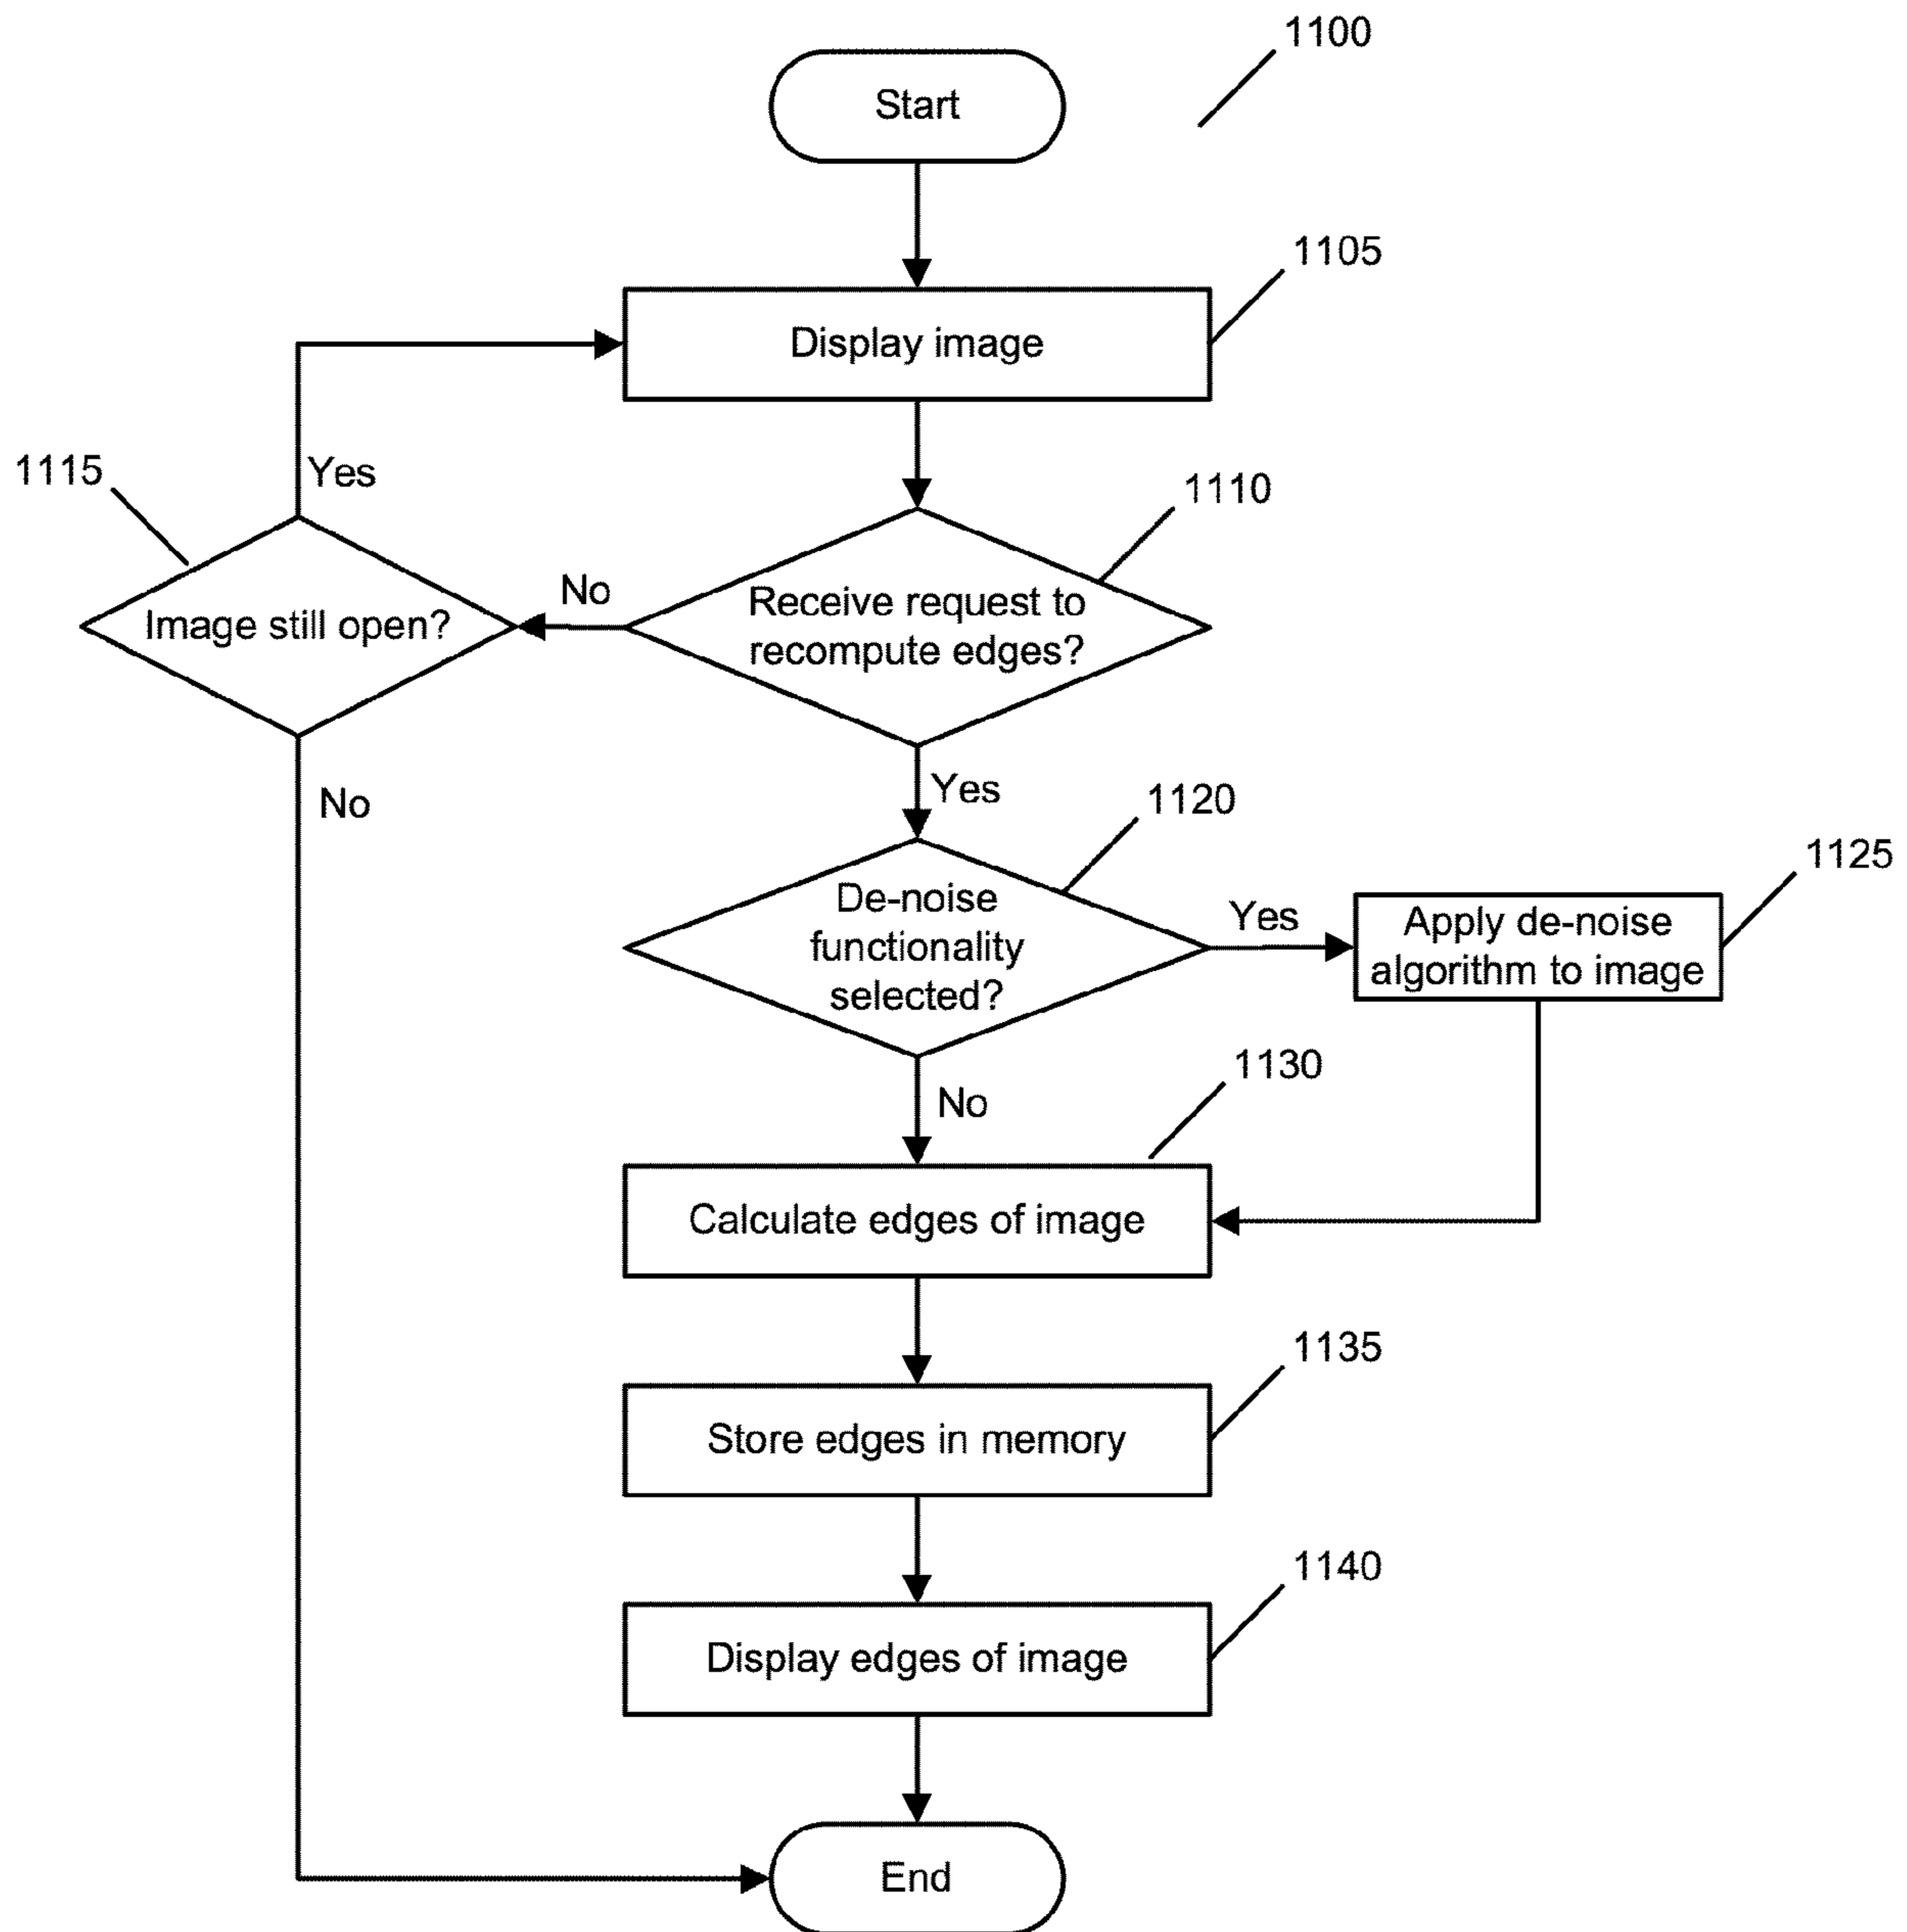 1100
Start
1105
Display image
1115
Yes
1110
No
Receive request to
recompute edges?
Image still open?
Yes
No
1120
1125
De-noise
functionality
selected?
Yes
Apply de-noise
algorithm to image
1130
No
Calculate edges of image
1135
Store edges in memory
1140
Display edges of image
End